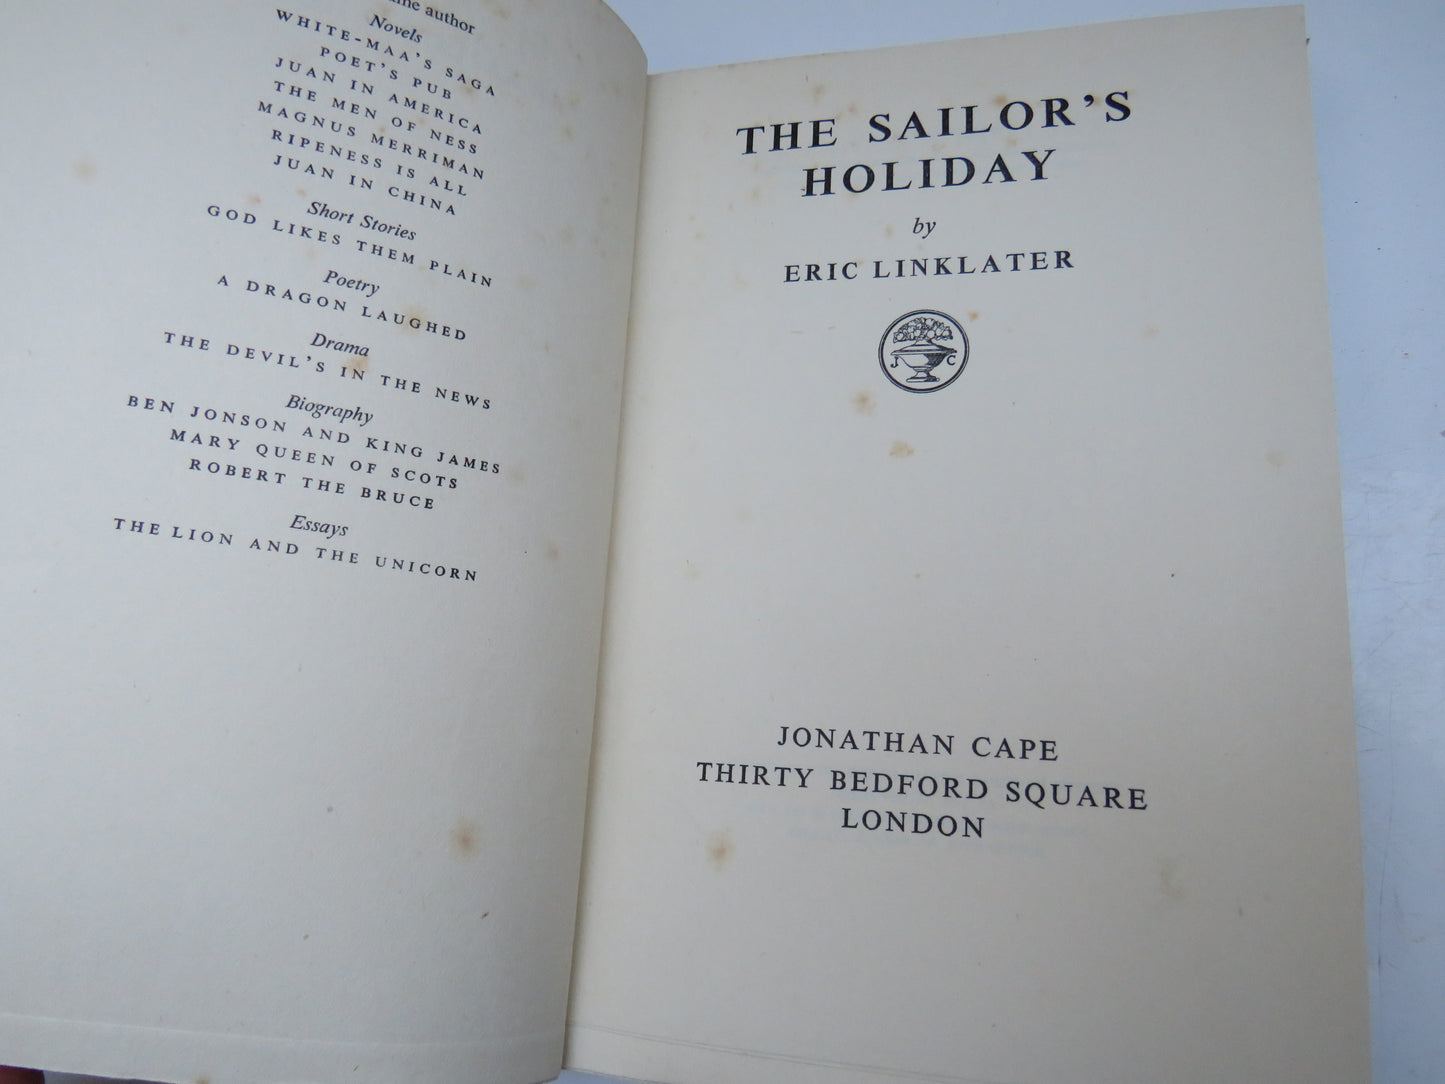 author
Novels
WHITE-MAA'S SAGA
POET'S PUB
JUAN IN AMERICA
THE MEN OF NESS
MAGNUS MERRIMAN
RIPENESS IS ALL
JUAN IN CHINA
Short Stories
GOD LIKES THEM PLAIN
Poetry
A DRAGON LAUGHED
Drama
THE DEVIL'S IN THE NEWS
Biography
BEN JONSON AND KING JAMES
MARY QUEEN OF SCOTS
ROBERT THE BRUCE
Essays
THE LION AND THE UNICORN
THE SAILOR'S
HOLIDAY
by
ERIC LINKLATER
J C
JONATHAN CAPE
THIRTY BEDFORD SQUARE
LONDON